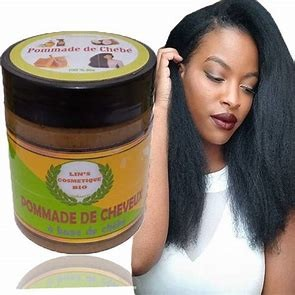 Pommade de Chébé
LIN'S
COSMETIQUE
BIO
POMMADE DE CHEVEUX
à base de chébé